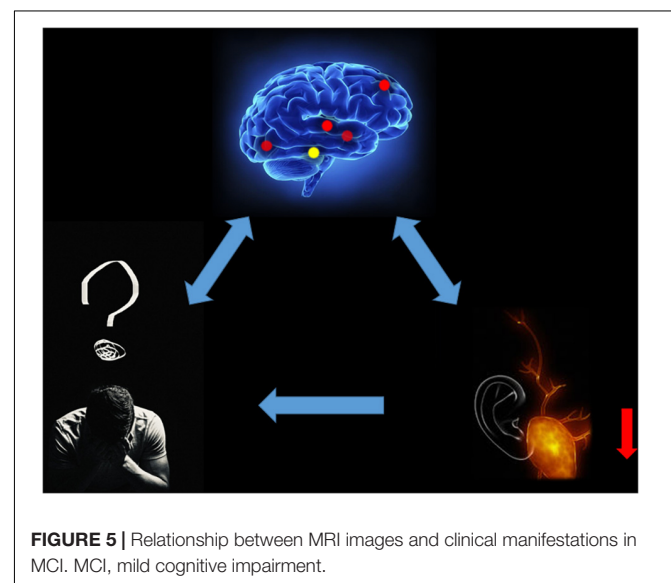 FIGURE 5 | Relationship between MRI images and clinical manifestations in
MCI. MCI, mild cognitive impairment.